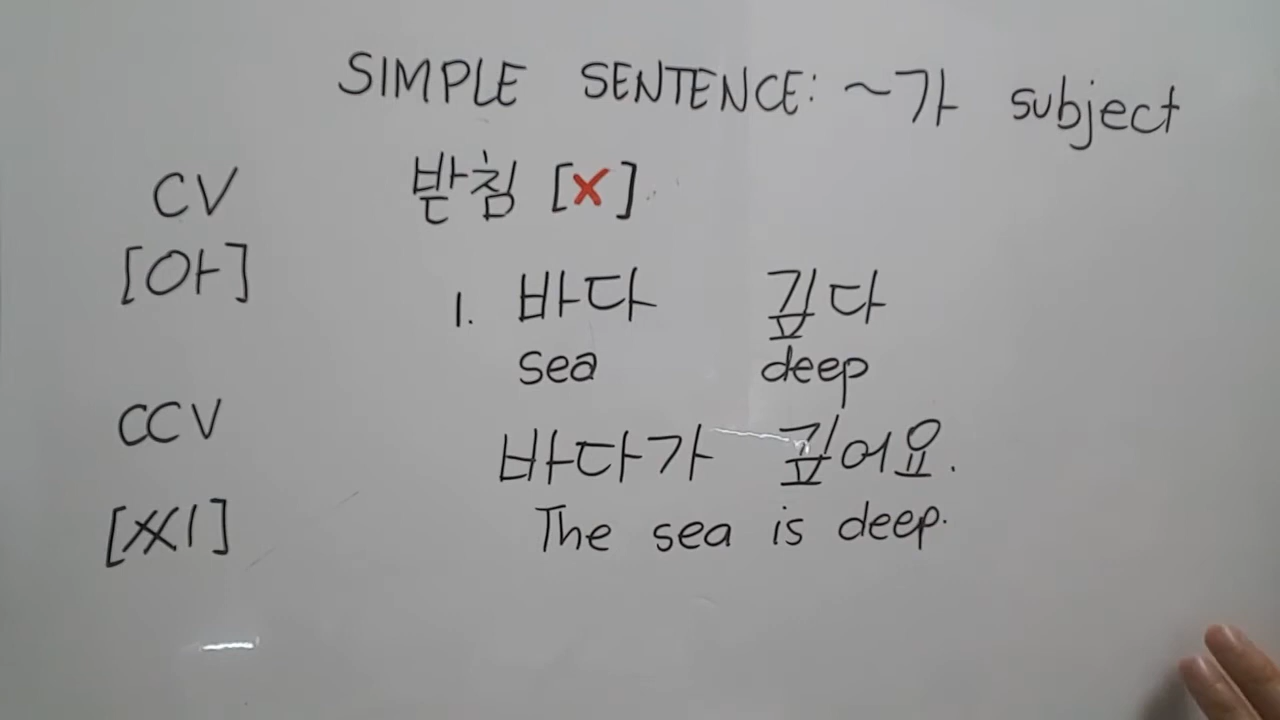 SIMPLE SENTENCE: ~가 subject
CV
받침 [X]
[아]
1. 바다 깊다
sea deep
CCV
바다가 깊어요.
[씨]
The sea is deep.